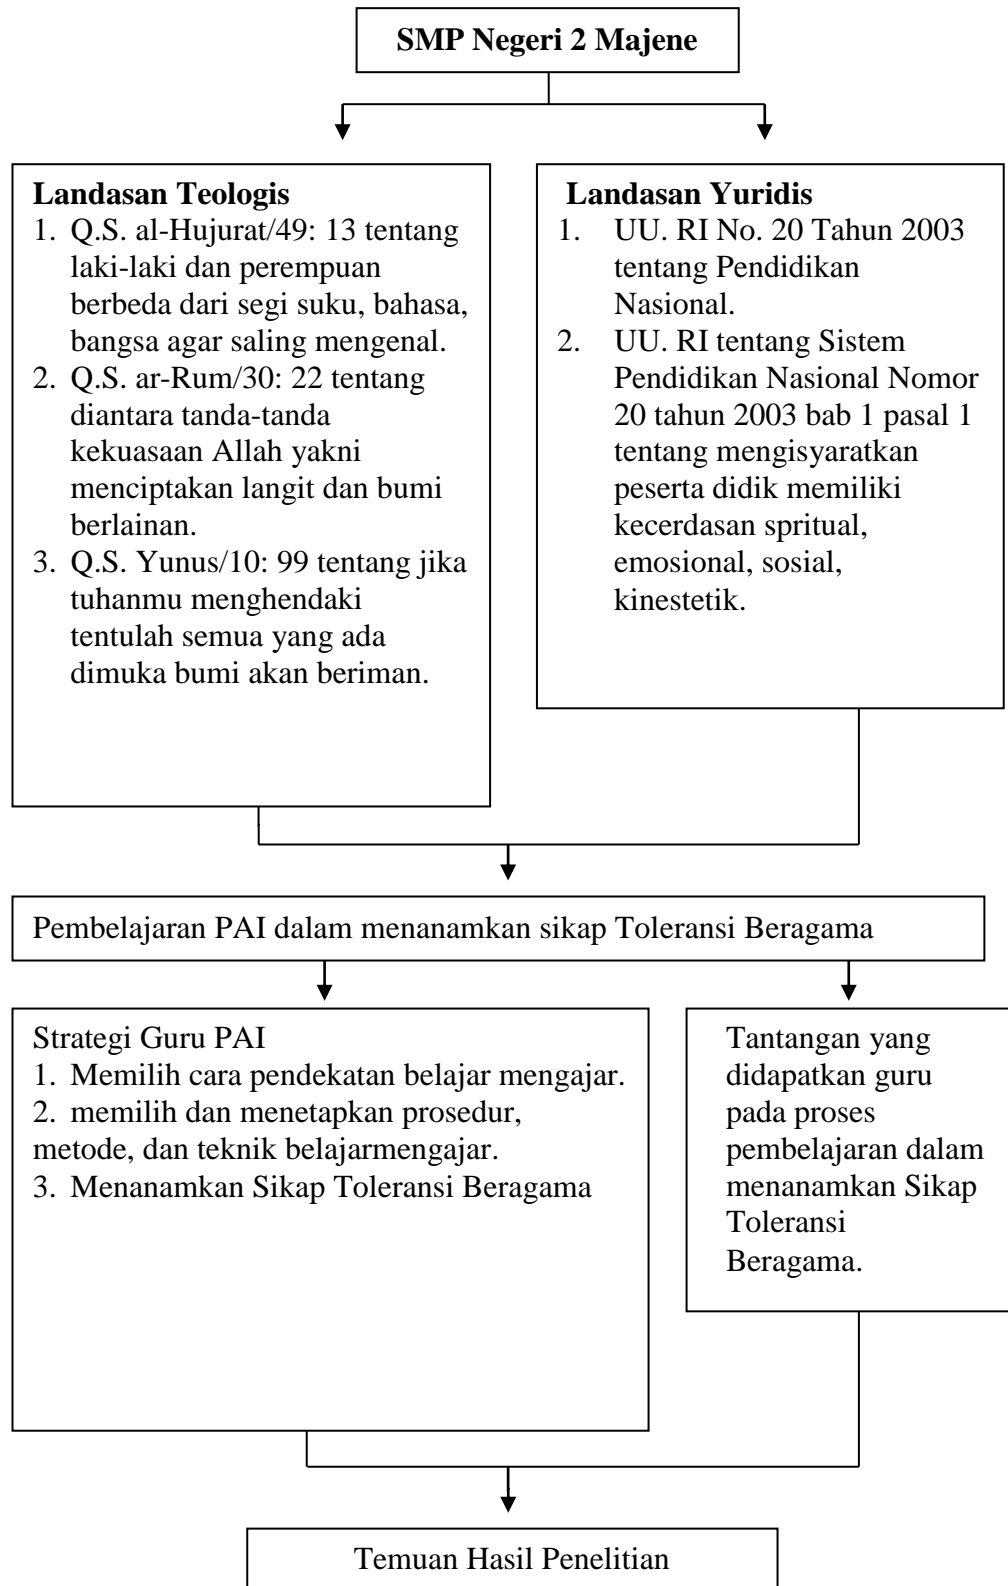 SMP Negeri 2 Majene
Landasan Teologis
1. Q.S. al-Hujurat/49: 13 tentang
laki-laki dan perempuan
berbeda dari segi suku, bahasa,
bangsa agar saling mengenal.
2. Q.S. ar-Rum/30: 22 tentang
diantara tanda-tanda
kekuasaan Allah yakni
menciptakan langit dan bumi
berlainan.
3. Q.S. Yunus/10: 99 tentang jika
tuhanmu menghendaki
tentulah semua yang ada
dimuka bumi akan beriman.
Landasan Yuridis
1. UU. RI No. 20 Tahun 2003
tentang Pendidikan
Nasional.
2. UU. RI tentang Sistem
Pendidikan Nasional Nomor
20 tahun 2003 bab 1 pasal 1
tentang mengisyaratkan
peserta didik memiliki
kecerdasan spritual,
emosional, sosial,
kinestetik.
Pembelajaran PAI dalam menanamkan sikap Toleransi Beragama
Strategi Guru PAI
1. Memilih cara pendekatan belajar mengajar.
2. memilih dan menetapkan prosedur,
metode, dan teknik belajarmengajar.
3. Menanamkan Sikap Toleransi Beragama
Tantangan yang
didapatkan guru
pada proses
pembelajaran dalam
menanamkan Sikap
Toleransi
Beragama.
Temuan Hasil Penelitian